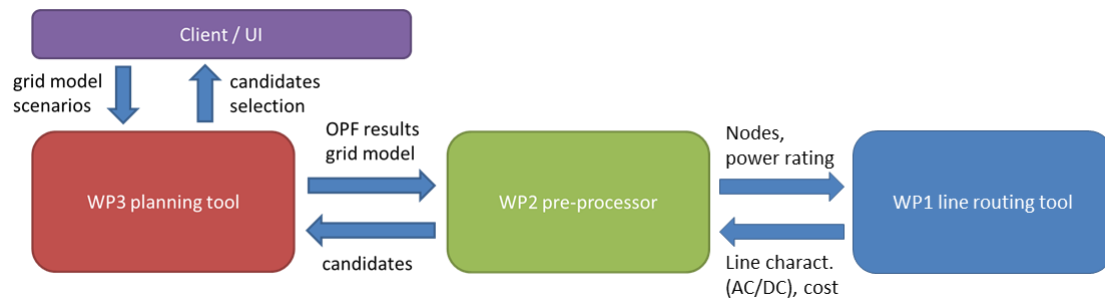 Client / UI
grid model
scenarios
candidates
selection
OPF results
grid model
Nodes,
power rating
WP3 planning tool
WP2 pre-processor
WP1 line routing tool
candidates
Line charact.
(AC/DC), cost